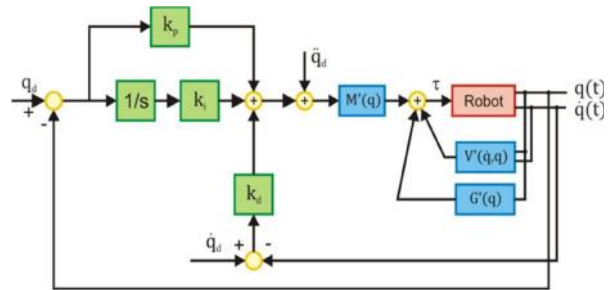 k_p
q̈_d
q_d
+
-
1/s
k_i
+
+
M'(q)
+
τ
Robot
q(t)
q̇(t)
V'(q̇,q)
G'(q)
k_d
q̇_d
+
-